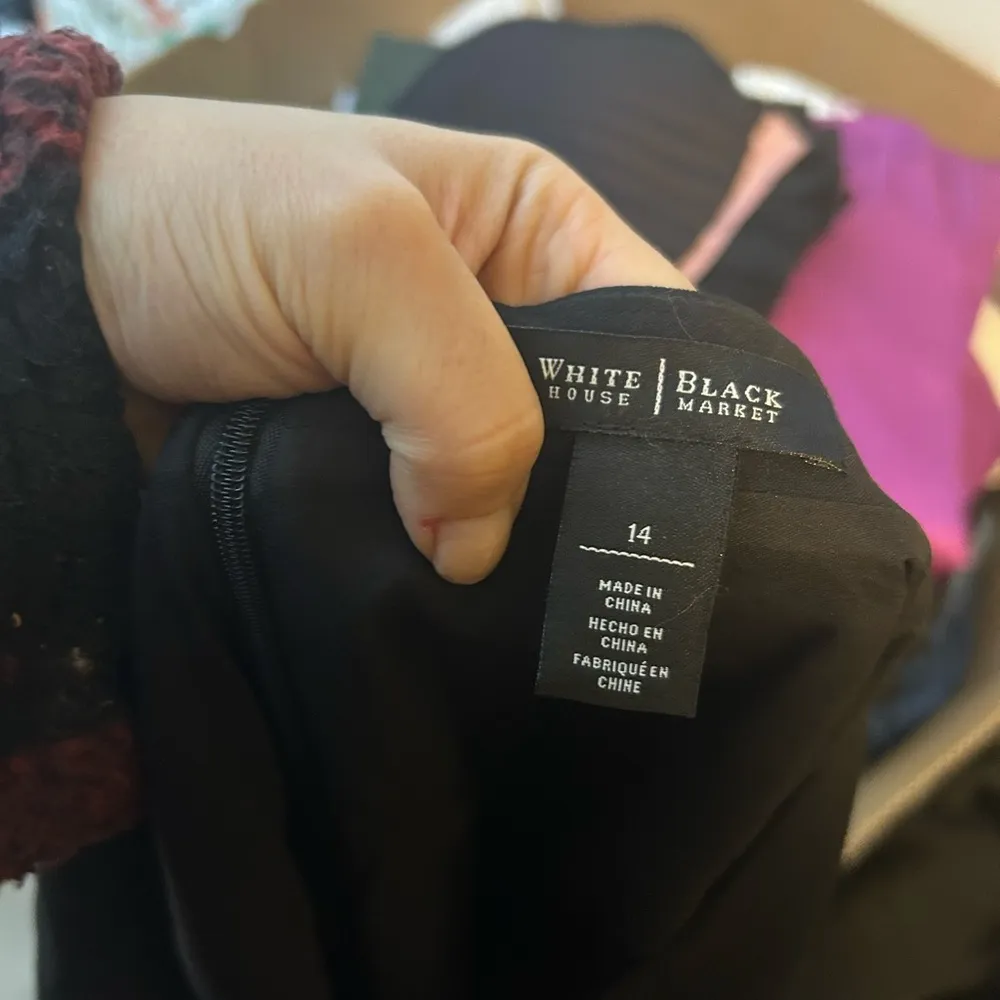 WHITE | BLACK
HOUSE | MARKET
14
MADE IN
CHINA
HECHO EN
CHINA
FABRIQUÉ EN
CHINE